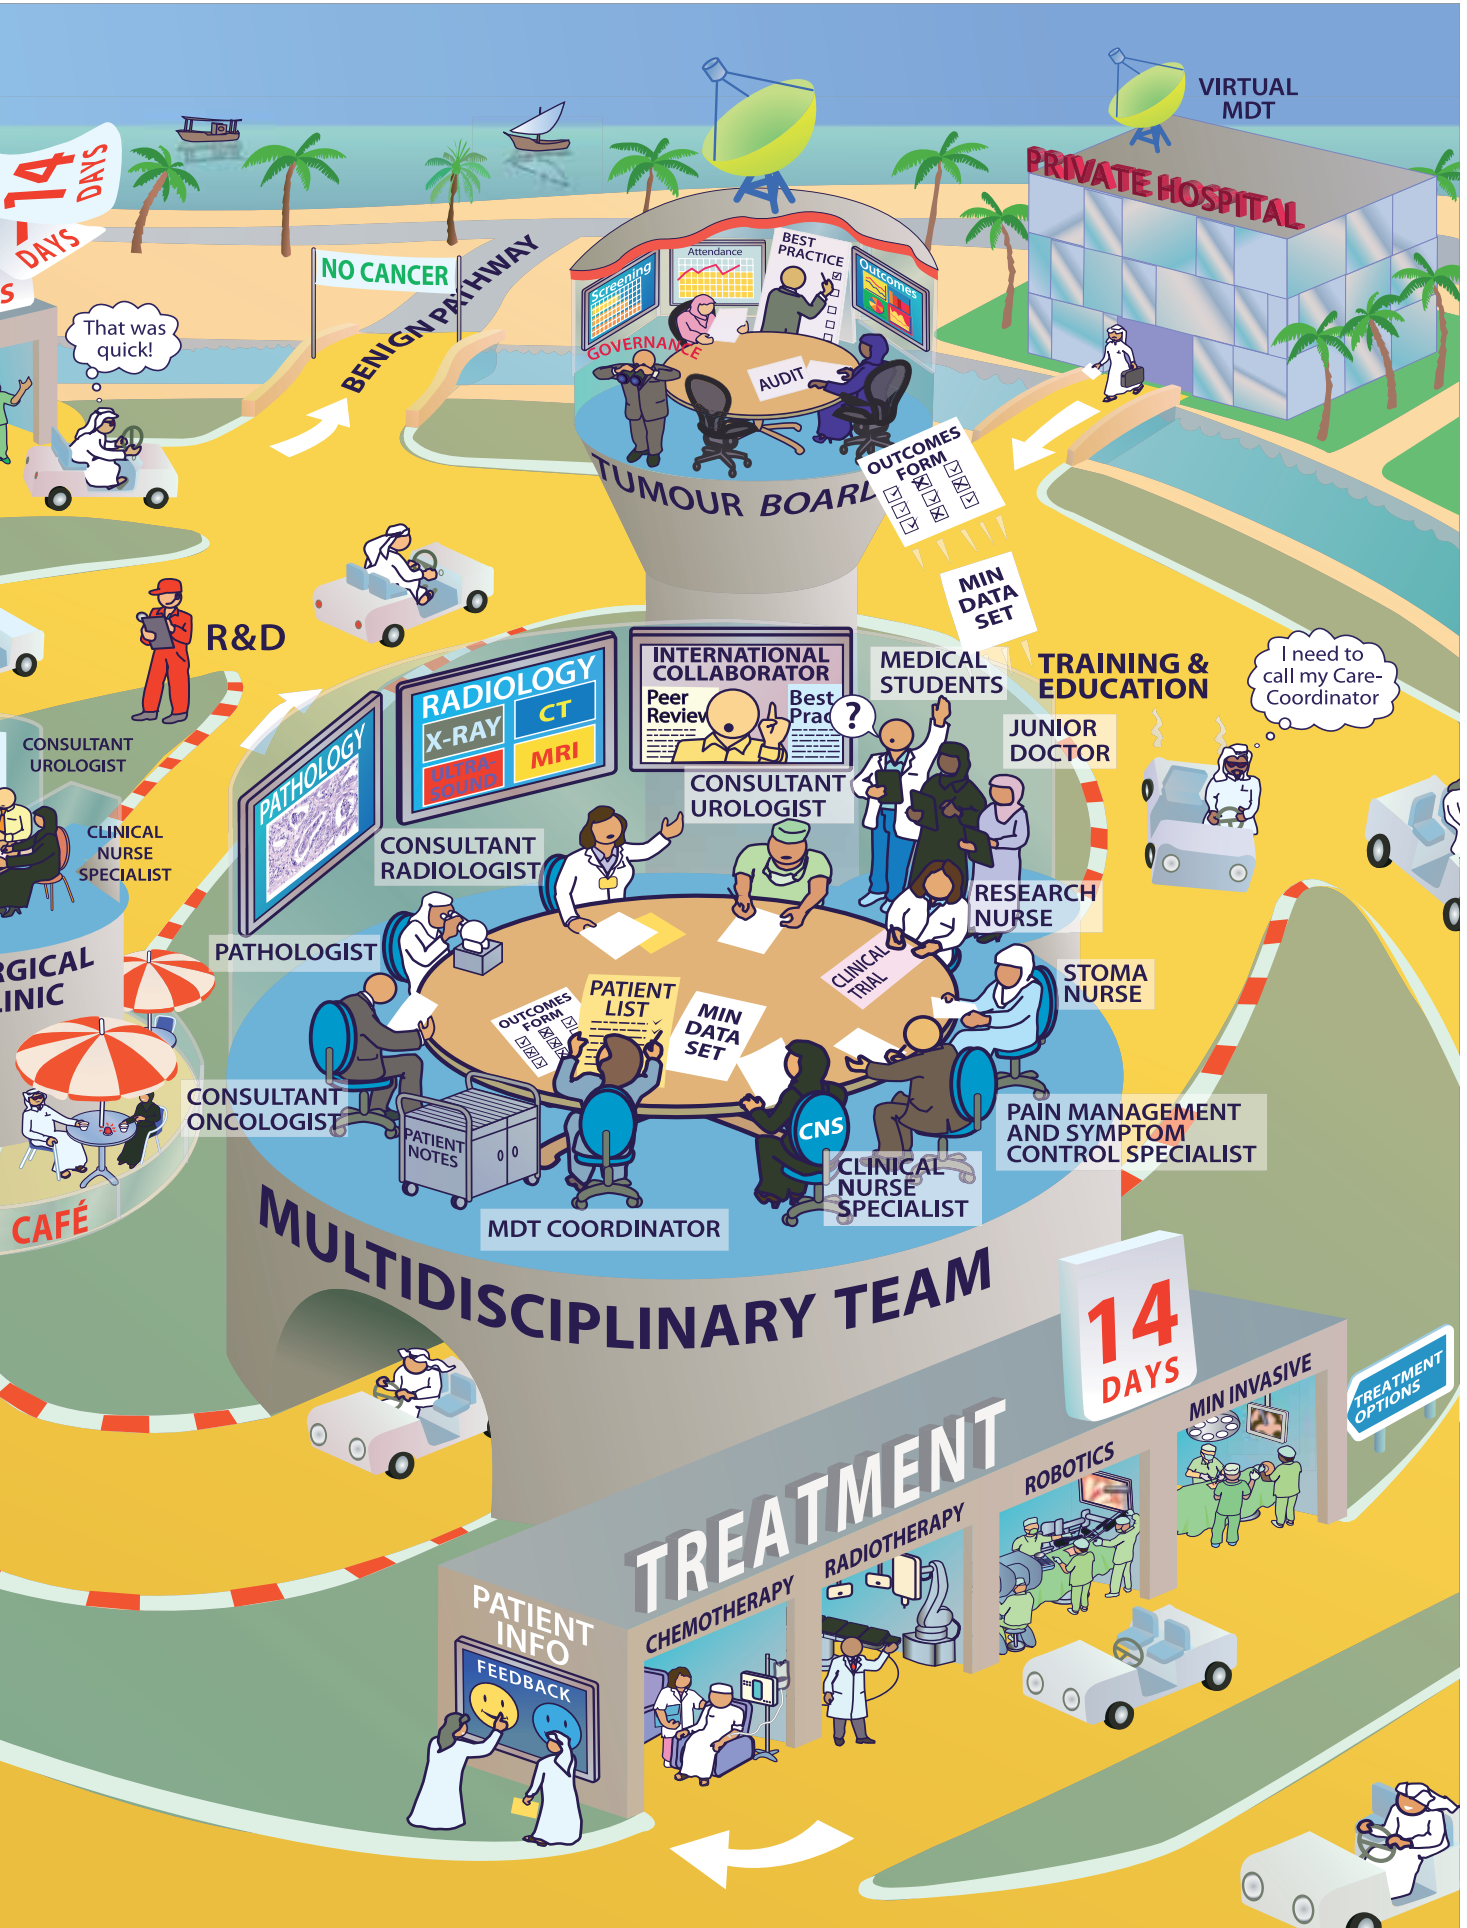 VIRTUAL
MDT
PRIVATE HOSPITAL
14
DAYS
DAYS
S
NO CANCER
BENIGN PATHWAY
That was
quick!
Screening
Attendance
BEST
PRACTICE
Outcomes
GOVERNANCE
AUDIT
TUMOUR BOARD
OUTCOMES
FORM
MIN
DATA
SET
R&D
TRAINING &
EDUCATION
I need to
call my Care-
Coordinator
CONSULTANT
UROLOGIST
CLINICAL
NURSE
SPECIALIST
RGICAL
LINIC
CAFÉ
PATHOLOGY
RADIOLOGY
X-RAY
CT
ULTRA-
SOUND
MRI
INTERNATIONAL
COLLABORATOR
Peer
Review
Best
Prac
?
MEDICAL
STUDENTS
JUNIOR
DOCTOR
CONSULTANT
UROLOGIST
CONSULTANT
RADIOLOGIST
PATHOLOGIST
RESEARCH
NURSE
STOMA
NURSE
CLINICAL
TRIAL
OUTCOMES
FORM
PATIENT
LIST
MIN
DATA
SET
CONSULTANT
ONCOLOGIST
PATIENT
NOTES
CNS
PAIN MANAGEMENT
AND SYMPTOM
CONTROL SPECIALIST
CLINICAL
NURSE
SPECIALIST
MDT COORDINATOR
MULTIDISCIPLINARY TEAM
14
DAYS
TREATMENT
OPTIONS
TREATMENT
CHEMOTHERAPY
RADIOTHERAPY
ROBOTICS
MIN INVASIVE
PATIENT
INFO
FEEDBACK